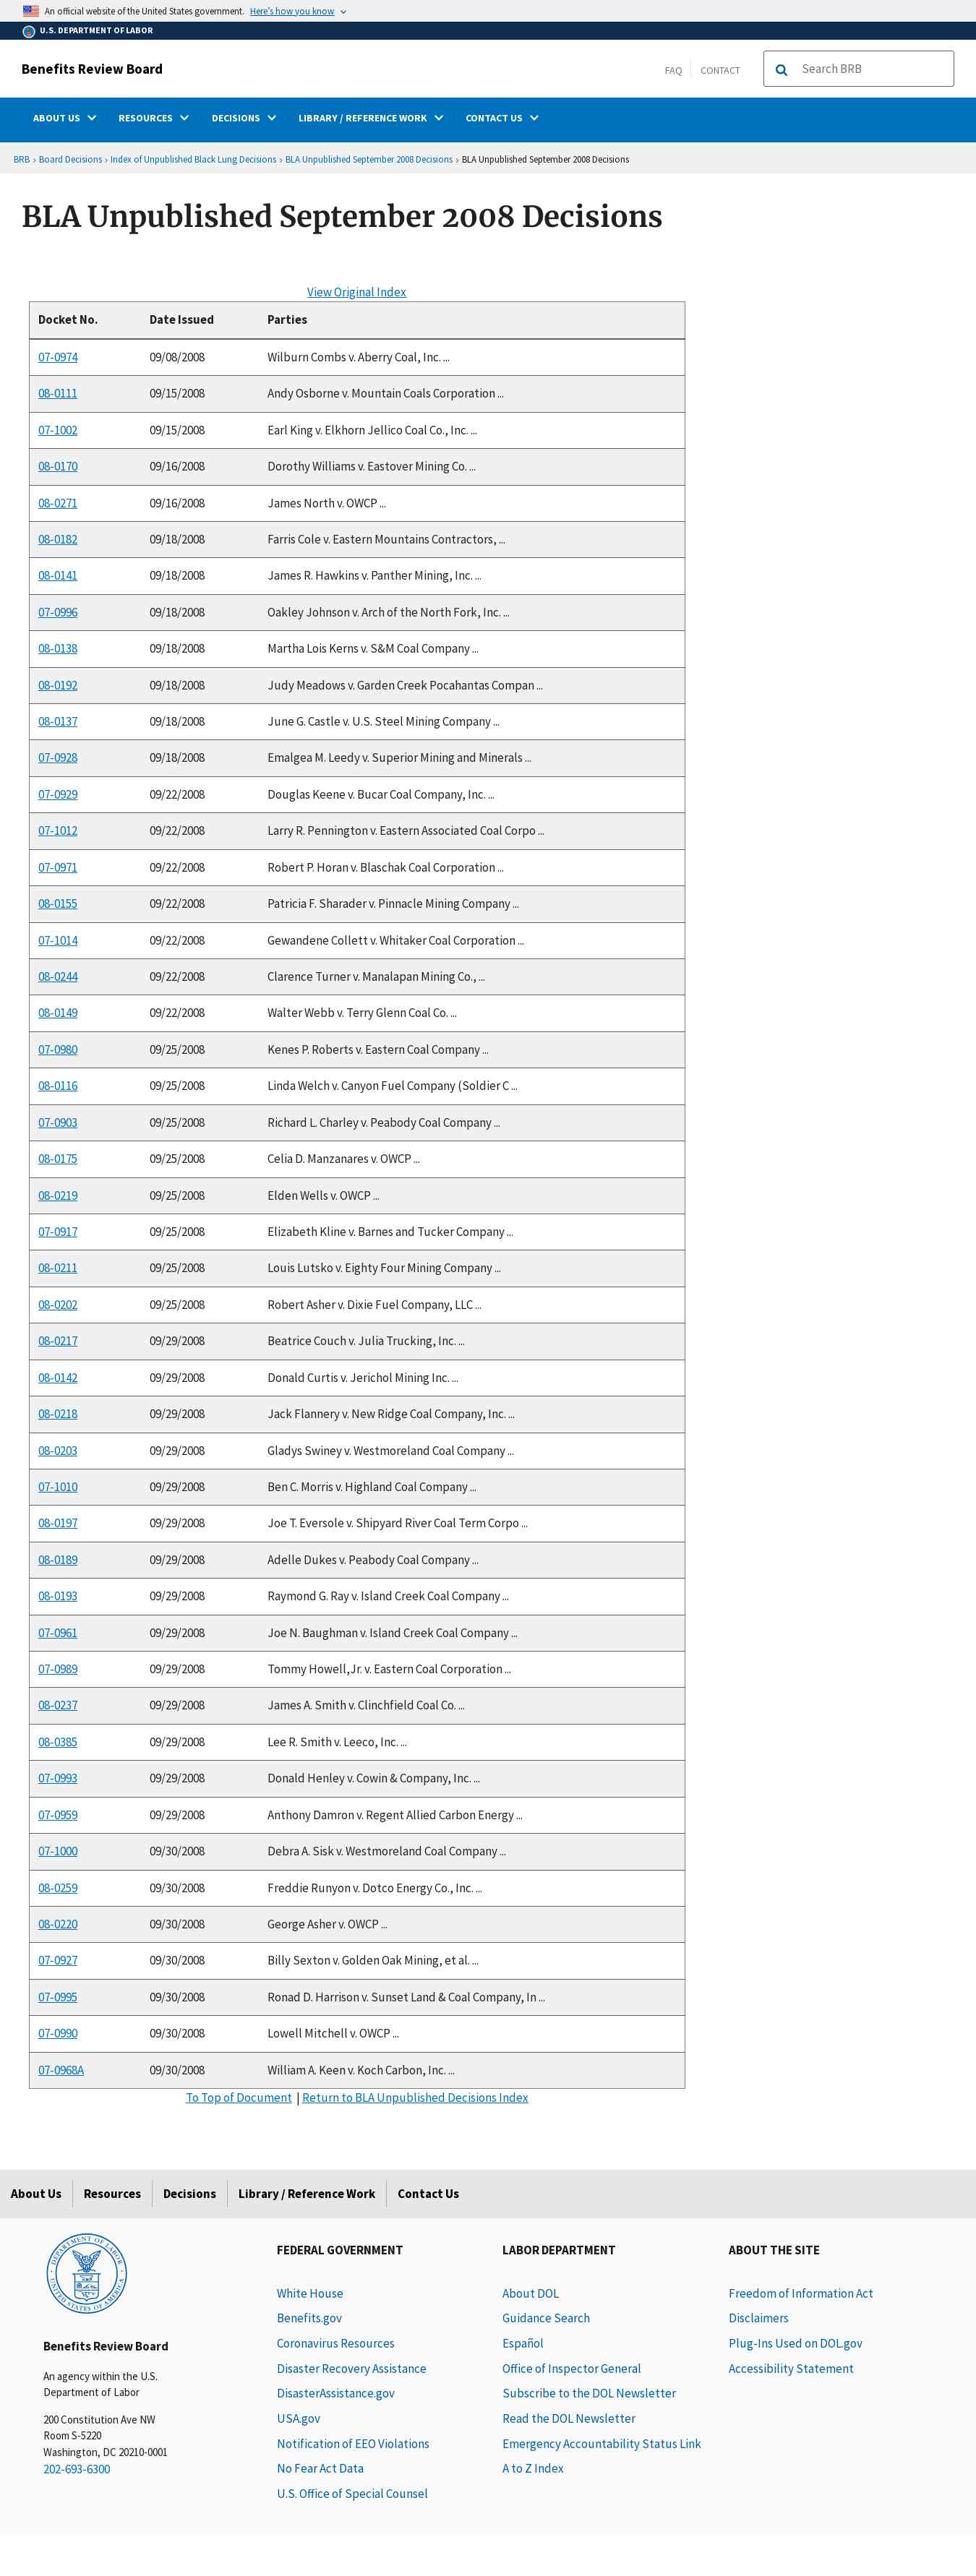 An official website of the United States government. Here's how you know
U.S. DEPARTMENT OF LABOR
Benefits Review Board
FAQ CONTACT Search BRB
ABOUT US RESOURCES DECISIONS LIBRARY / REFERENCE WORK CONTACT US
BRB › Board Decisions › Index of Unpublished Black Lung Decisions › BLA Unpublished September 2008 Decisions › BLA Unpublished September 2008 Decisions
BLA Unpublished September 2008 Decisions
View Original Index
Docket No. Date Issued Parties
07-0974 09/08/2008 Wilburn Combs v. Aberry Coal, Inc. ...
08-0111 09/15/2008 Andy Osborne v. Mountain Coals Corporation ...
07-1002 09/15/2008 Earl King v. Elkhorn Jellico Coal Co., Inc. ...
08-0170 09/16/2008 Dorothy Williams v. Eastover Mining Co. ...
08-0271 09/16/2008 James North v. OWCP ...
08-0182 09/18/2008 Farris Cole v. Eastern Mountains Contractors, ...
08-0141 09/18/2008 James R. Hawkins v. Panther Mining, Inc. ...
07-0996 09/18/2008 Oakley Johnson v. Arch of the North Fork, Inc. ...
08-0138 09/18/2008 Martha Lois Kerns v. S&M Coal Company ...
08-0192 09/18/2008 Judy Meadows v. Garden Creek Pocahantas Compan ...
08-0137 09/18/2008 June G. Castle v. U.S. Steel Mining Company ...
07-0928 09/18/2008 Emalgea M. Leedy v. Superior Mining and Minerals ...
07-0929 09/22/2008 Douglas Keene v. Bucar Coal Company, Inc. ...
07-1012 09/22/2008 Larry R. Pennington v. Eastern Associated Coal Corpo ...
07-0971 09/22/2008 Robert P. Horan v. Blaschak Coal Corporation ...
08-0155 09/22/2008 Patricia F. Sharader v. Pinnacle Mining Company ...
07-1014 09/22/2008 Gewandene Collett v. Whitaker Coal Corporation ...
08-0244 09/22/2008 Clarence Turner v. Manalapan Mining Co., ...
08-0149 09/22/2008 Walter Webb v. Terry Glenn Coal Co. ...
07-0980 09/25/2008 Kenes P. Roberts v. Eastern Coal Company ...
08-0116 09/25/2008 Linda Welch v. Canyon Fuel Company (Soldier C ...
07-0903 09/25/2008 Richard L. Charley v. Peabody Coal Company ...
08-0175 09/25/2008 Celia D. Manzanares v. OWCP ...
08-0219 09/25/2008 Elden Wells v. OWCP ...
07-0917 09/25/2008 Elizabeth Kline v. Barnes and Tucker Company ...
08-0211 09/25/2008 Louis Lutsko v. Eighty Four Mining Company ...
08-0202 09/25/2008 Robert Asher v. Dixie Fuel Company, LLC ...
08-0217 09/29/2008 Beatrice Couch v. Julia Trucking, Inc. ...
08-0142 09/29/2008 Donald Curtis v. Jerichol Mining Inc. ...
08-0218 09/29/2008 Jack Flannery v. New Ridge Coal Company, Inc. ...
08-0203 09/29/2008 Gladys Swiney v. Westmoreland Coal Company ...
07-1010 09/29/2008 Ben C. Morris v. Highland Coal Company ...
08-0197 09/29/2008 Joe T. Eversole v. Shipyard River Coal Term Corpo ...
08-0189 09/29/2008 Adelle Dukes v. Peabody Coal Company ...
08-0193 09/29/2008 Raymond G. Ray v. Island Creek Coal Company ...
07-0961 09/29/2008 Joe N. Baughman v. Island Creek Coal Company ...
07-0989 09/29/2008 Tommy Howell,Jr. v. Eastern Coal Corporation ...
08-0237 09/29/2008 James A. Smith v. Clinchfield Coal Co. ...
08-0385 09/29/2008 Lee R. Smith v. Leeco, Inc. ...
07-0993 09/29/2008 Donald Henley v. Cowin & Company, Inc. ...
07-0959 09/29/2008 Anthony Damron v. Regent Allied Carbon Energy ...
07-1000 09/30/2008 Debra A. Sisk v. Westmoreland Coal Company ...
08-0259 09/30/2008 Freddie Runyon v. Dotco Energy Co., Inc. ...
08-0220 09/30/2008 George Asher v. OWCP ...
07-0927 09/30/2008 Billy Sexton v. Golden Oak Mining, et al. ...
07-0995 09/30/2008 Ronad D. Harrison v. Sunset Land & Coal Company, In ...
07-0990 09/30/2008 Lowell Mitchell v. OWCP ...
07-0968A 09/30/2008 William A. Keen v. Koch Carbon, Inc. ...
To Top of Document | Return to BLA Unpublished Decisions Index
About Us Resources Decisions Library / Reference Work Contact Us
DEPARTMENT OF LABOR
UNITED STATES OF AMERICA
Benefits Review Board
An agency within the U.S.
Department of Labor
200 Constitution Ave NW
Room S-5220
Washington, DC 20210-0001
202-693-6300
FEDERAL GOVERNMENT
White House
Benefits.gov
Coronavirus Resources
Disaster Recovery Assistance
DisasterAssistance.gov
USA.gov
Notification of EEO Violations
No Fear Act Data
U.S. Office of Special Counsel
LABOR DEPARTMENT
About DOL
Guidance Search
Español
Office of Inspector General
Subscribe to the DOL Newsletter
Read the DOL Newsletter
Emergency Accountability Status Link
A to Z Index
ABOUT THE SITE
Freedom of Information Act
Disclaimers
Plug-Ins Used on DOL.gov
Accessibility Statement